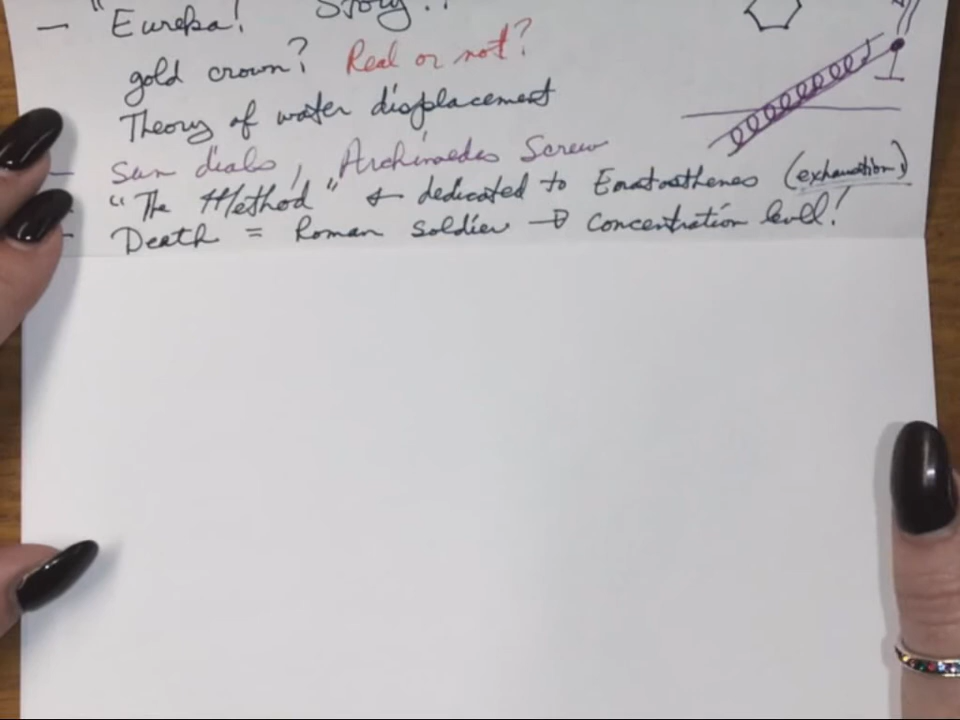 — "Eureka! Story!!
gold crown? Real or not?
Theory of water displacement
— Sun dials, Archimedes Screw
- "The Method" ← dedicated to Eratosthenes (exhaustion)
- Death = Roman soldier → Concentration level!